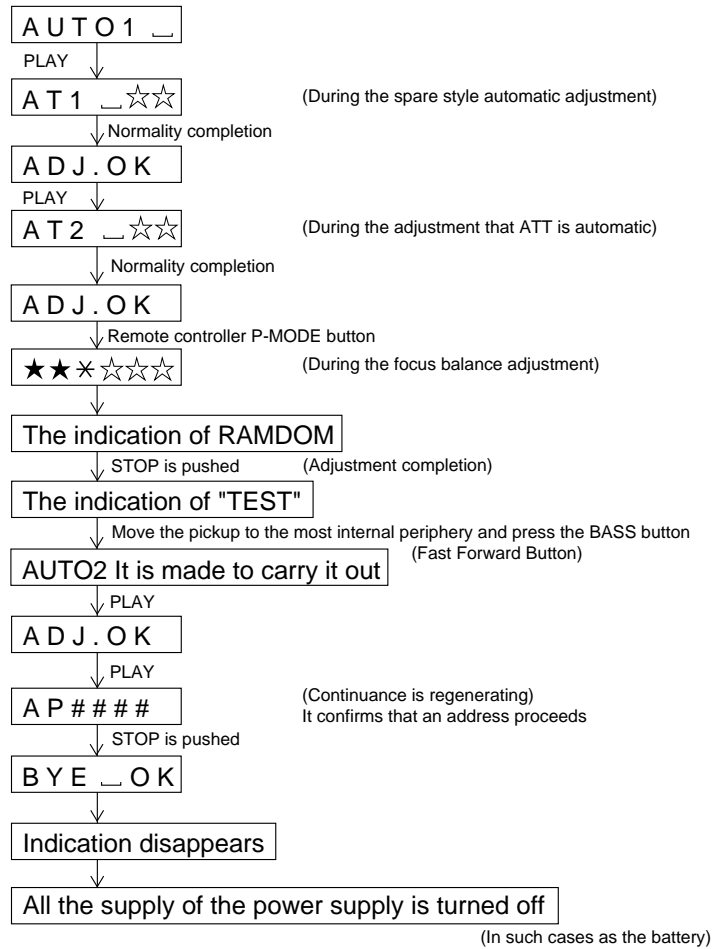 AUTO1 ⎵
PLAY
AT1 ⎵☆☆ (During the spare style automatic adjustment)
Normality completion
ADJ.OK
PLAY
AT2 ⎵☆☆ (During the adjustment that ATT is automatic)
Normality completion
ADJ.OK
Remote controller P-MODE button
★★⚹☆☆☆ (During the focus balance adjustment)
The indication of RAMDOM
STOP is pushed (Adjustment completion)
The indication of "TEST"
Move the pickup to the most internal periphery and press the BASS button
(Fast Forward Button)
AUTO2 It is made to carry it out
PLAY
ADJ.OK
PLAY
AP#### (Continuance is regenerating)
It confirms that an address proceeds
STOP is pushed
BYE ⎵ OK
Indication disappears
All the supply of the power supply is turned off
(In such cases as the battery)